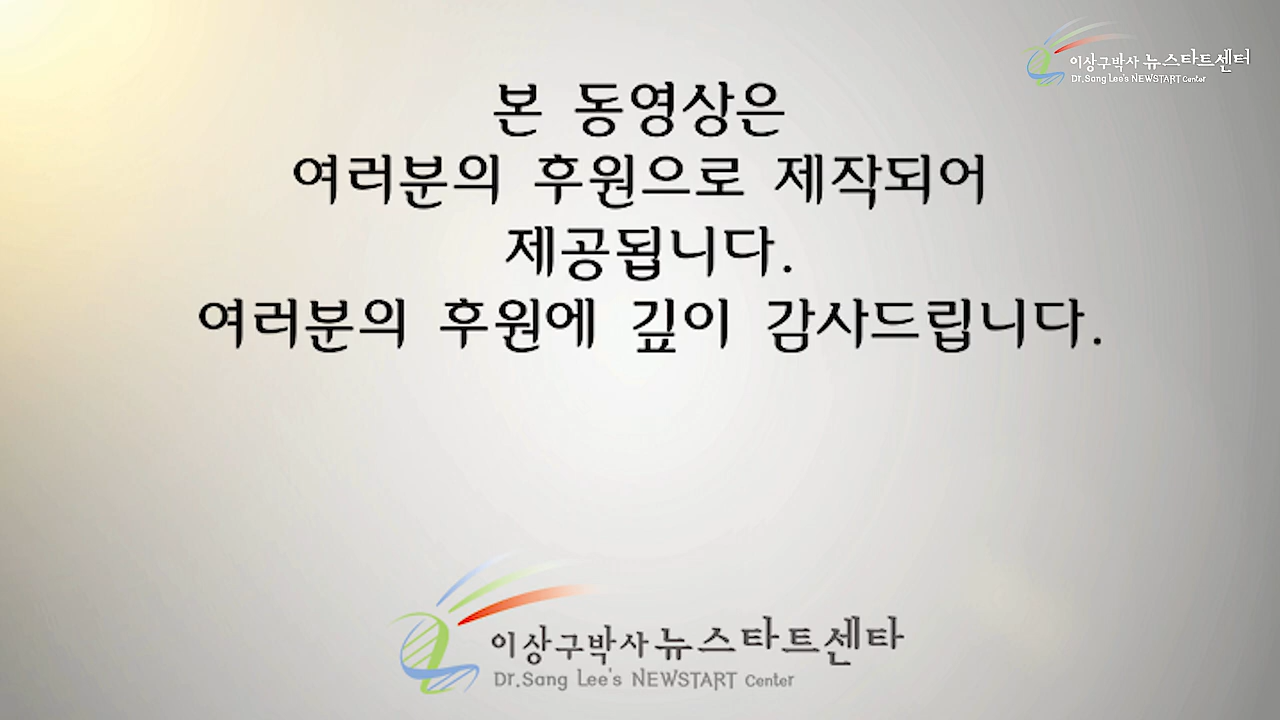 이상구박사 뉴스타트센터
Dr.Sang Lee's NEWSTART Center
본 동영상은
여러분의 후원으로 제작되어
제공됩니다.
여러분의 후원에 깊이 감사드립니다.
이상구박사 뉴스타트센타
Dr.Sang Lee's NEWSTART Center